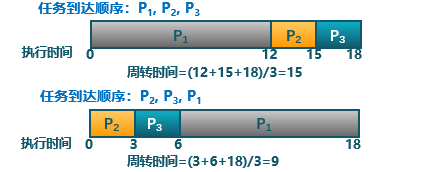 任务到达顺序：P1, P2, P3
P1 P2 P3
执行时间 0 12 15 18
周转时间=(12+15+18)/3=15
任务到达顺序：P2, P3, P1
P2 P3 P1
执行时间 0 3 6 18
周转时间=(3+6+18)/3=9